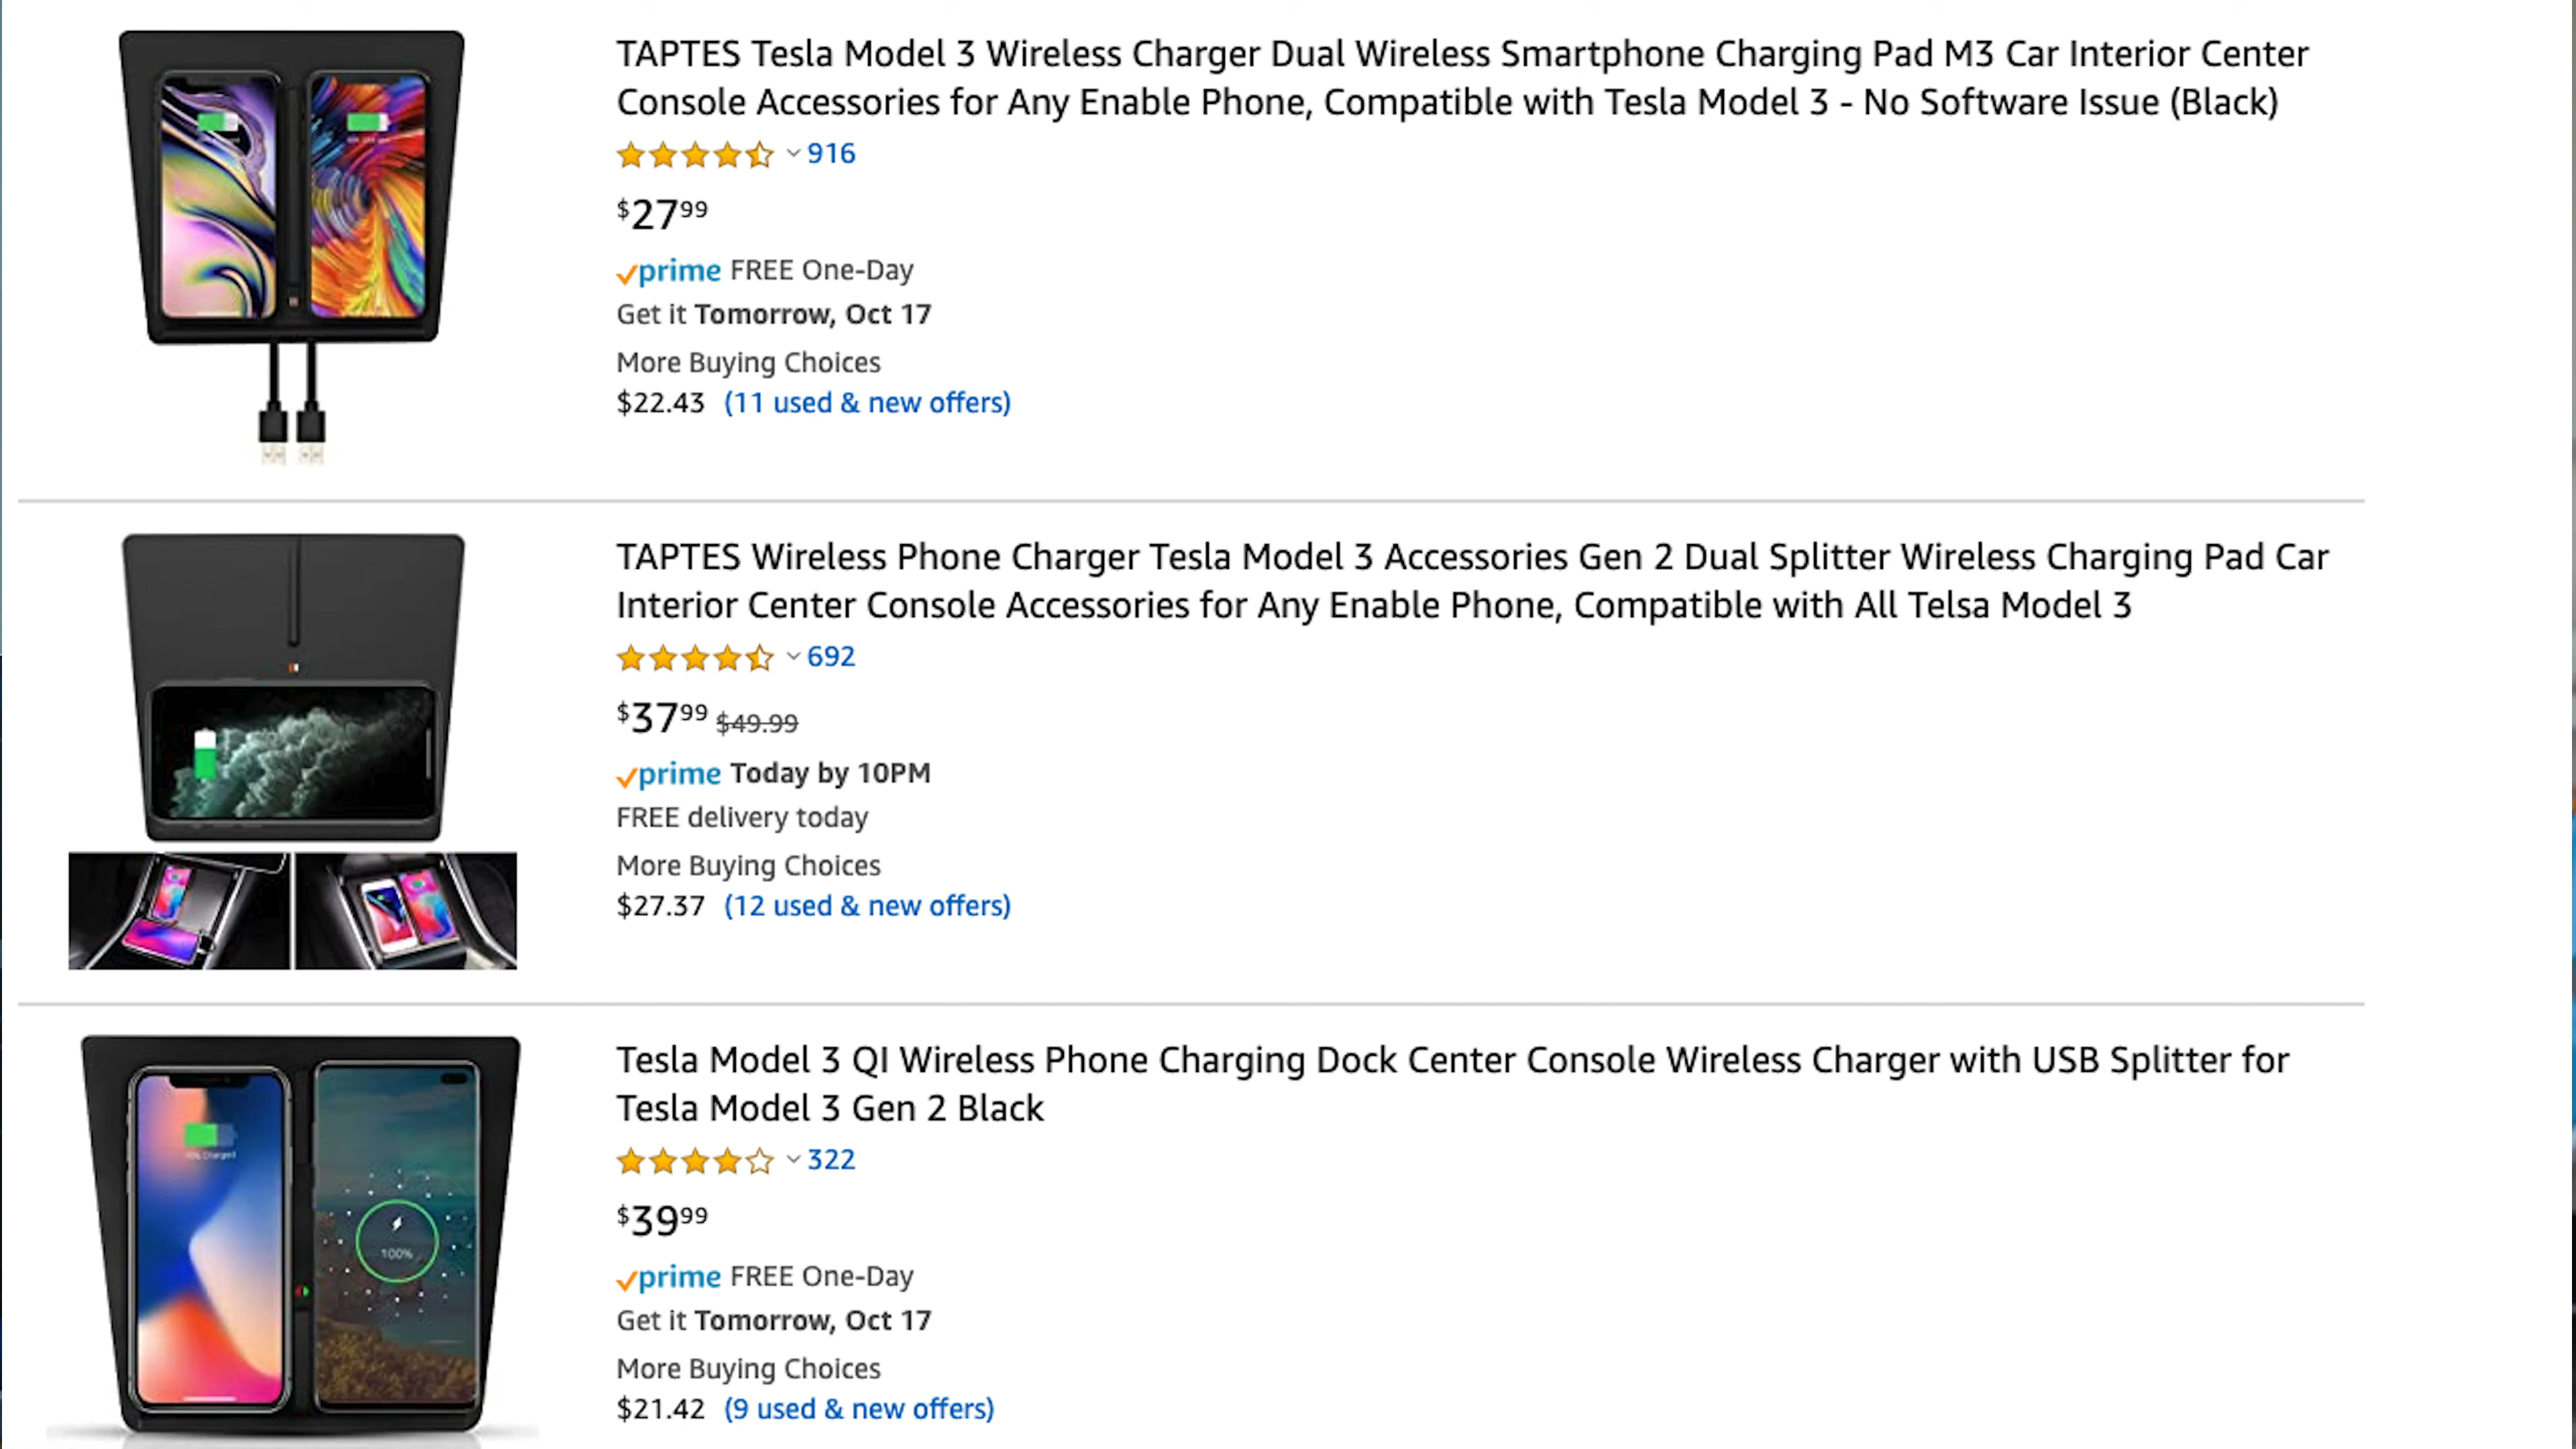 TAPTES Tesla Model 3 Wireless Charger Dual Wireless Smartphone Charging Pad M3 Car Interior Center
Console Accessories for Any Enable Phone, Compatible with Tesla Model 3 - No Software Issue (Black)
916
$27 99
prime FREE One-Day
Get it Tomorrow, Oct 17
More Buying Choices
$22.43 (11 used & new offers)
TAPTES Wireless Phone Charger Tesla Model 3 Accessories Gen 2 Dual Splitter Wireless Charging Pad Car
Interior Center Console Accessories for Any Enable Phone, Compatible with All Telsa Model 3
692
$37 99 $49.99
prime Today by 10PM
FREE delivery today
More Buying Choices
$27.37 (12 used & new offers)
Tesla Model 3 QI Wireless Phone Charging Dock Center Console Wireless Charger with USB Splitter for
Tesla Model 3 Gen 2 Black
322
$39 99
prime FREE One-Day
Get it Tomorrow, Oct 17
More Buying Choices
$21.42 (9 used & new offers)
Charged
100%